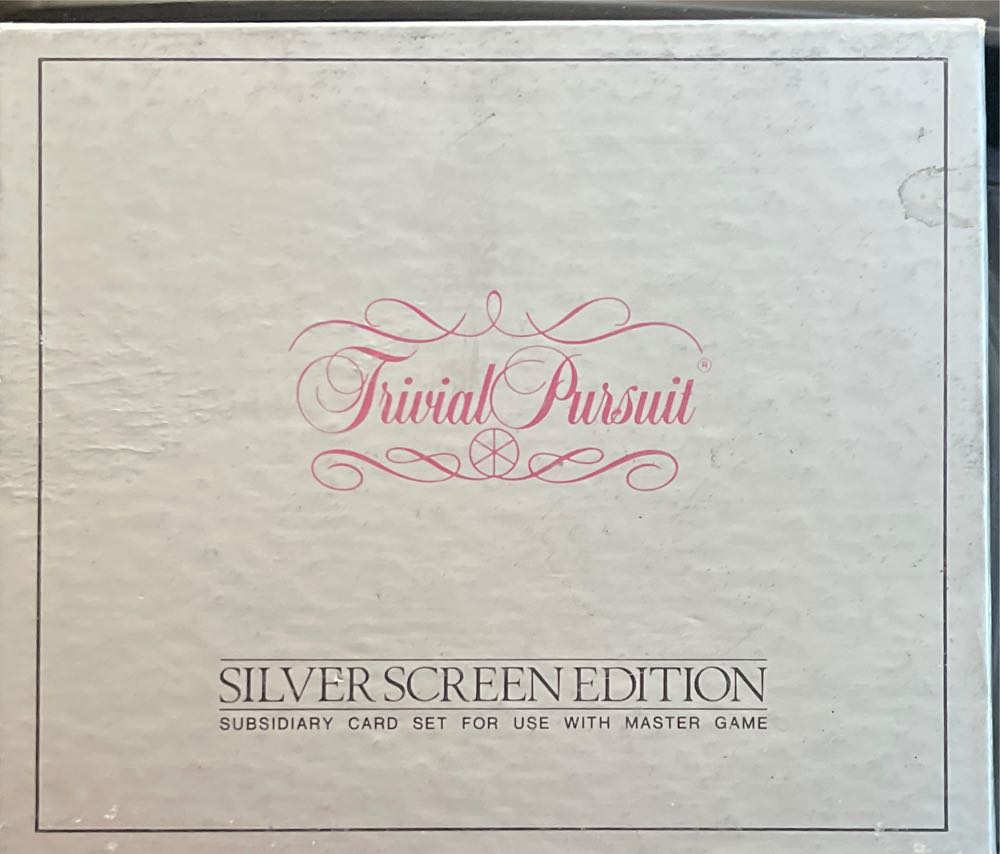 Trivial Pursuit®
SILVER SCREEN EDITION
SUBSIDIARY CARD SET FOR USE WITH MASTER GAME